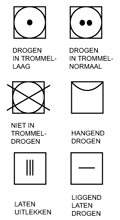 DROGEN
IN TROMMEL-
LAAG
DROGEN
IN TROMMEL-
NORMAAL
NIET IN
TROMMEL-
DROGEN
HANGEND
DROGEN
LATEN
UITLEKKEN
LIGGEND
LATEN
DROGEN